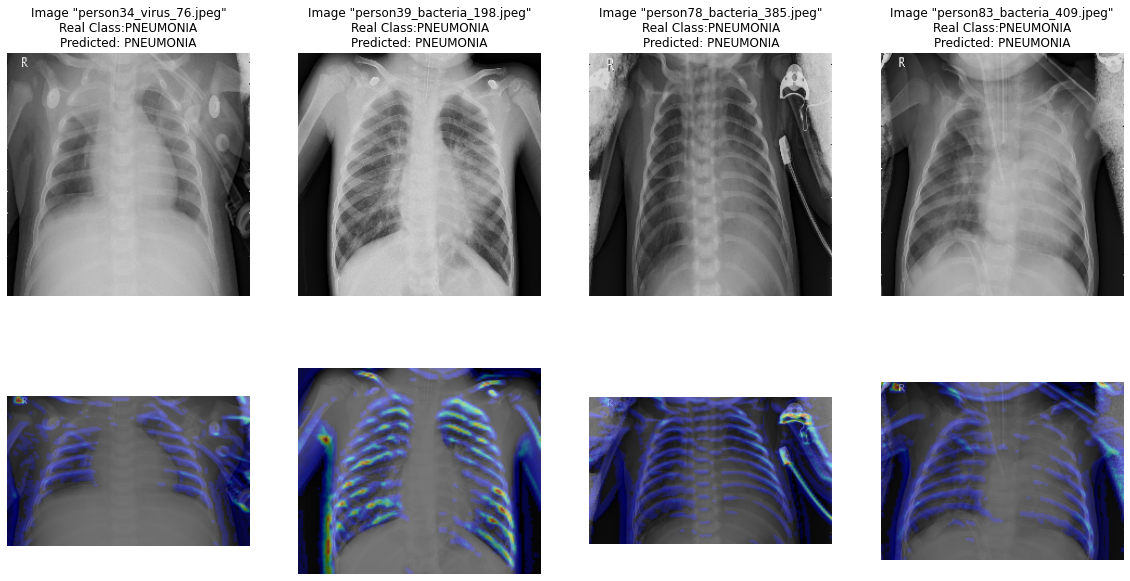 Image "person34_virus_76.jpeg"
Real Class:PNEUMONIA
Predicted: PNEUMONIA
Image "person39_bacteria_198.jpeg"
Real Class:PNEUMONIA
Predicted: PNEUMONIA
Image "person78_bacteria_385.jpeg"
Real Class:PNEUMONIA
Predicted: PNEUMONIA
Image "person83_bacteria_409.jpeg"
Real Class:PNEUMONIA
Predicted: PNEUMONIA
R
R
R
R
R